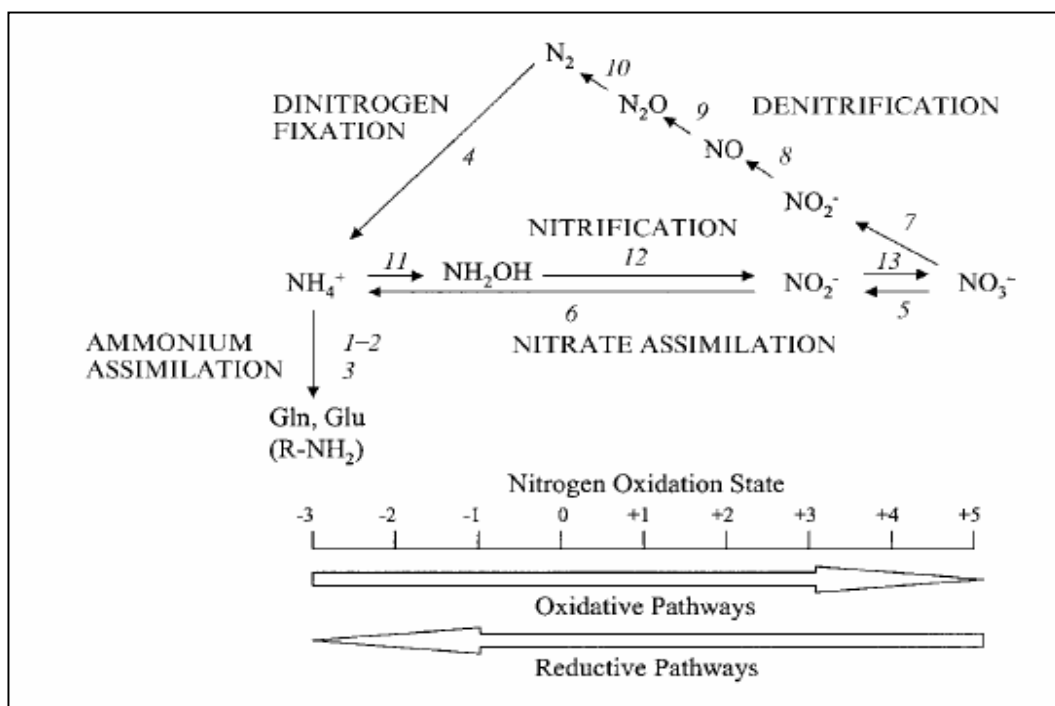 N₂
10
DINITROGEN
FIXATION
N₂O
9
DENITRIFICATION
4
NO
8
NO₂⁻
7
NITRIFICATION
NH₄⁺
11
NH₂OH
12
NO₂⁻
13
NO₃⁻
6
5
AMMONIUM
ASSIMILATION
1–2
3
NITRATE ASSIMILATION
Gln, Glu
(R-NH₂)
Nitrogen Oxidation State
-3 -2 -1 0 +1 +2 +3 +4 +5
Oxidative Pathways
Reductive Pathways